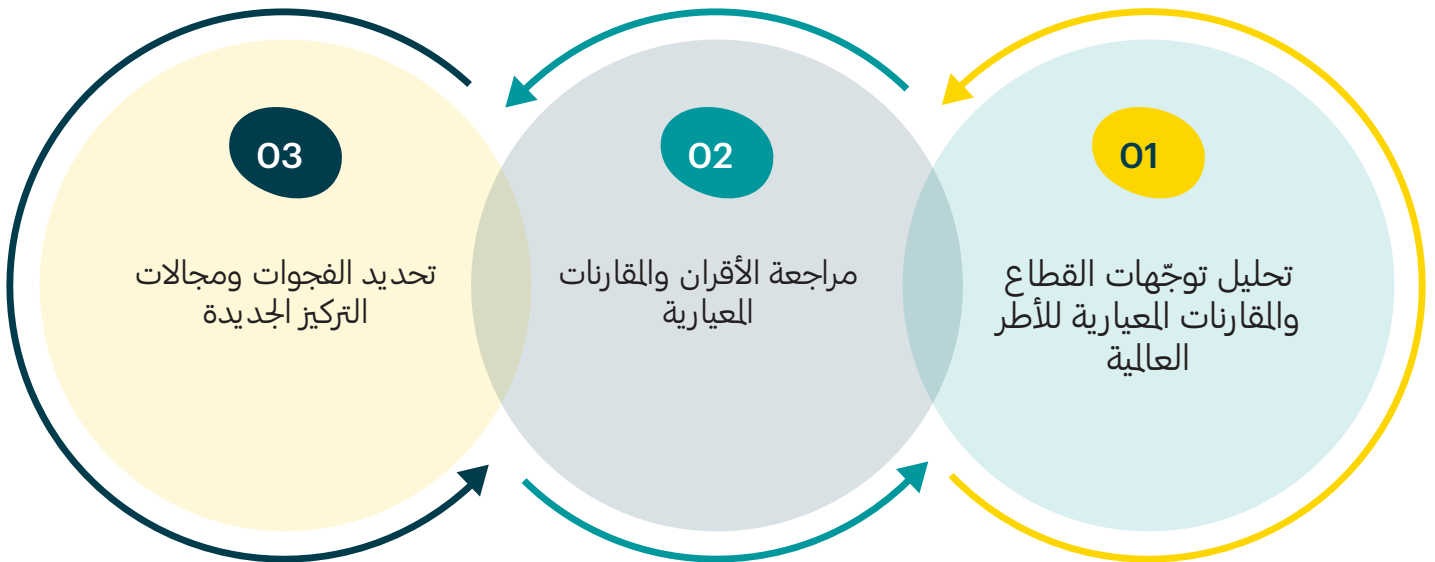 01
تحليل توجّهات القطاع
والمقارنات المعيارية للأطر
العالمية
02
مراجعة الأقران والمقارنات
المعيارية
03
تحديد الفجوات ومجالات
التركيز الجديدة